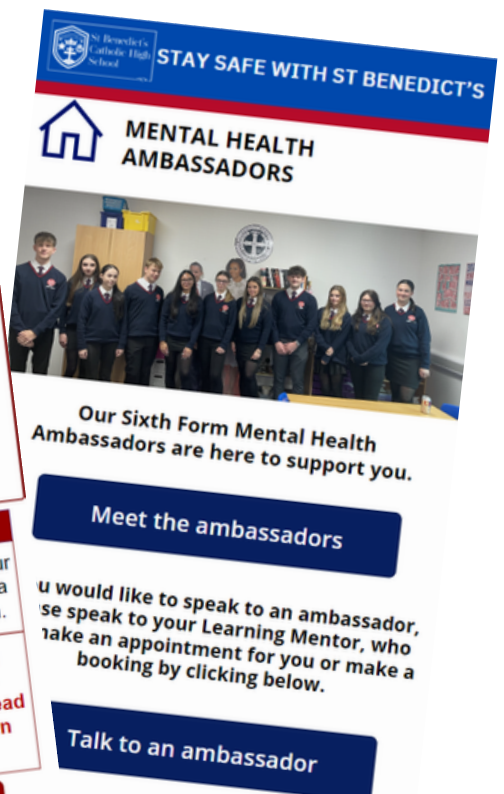 St Benedict's
Catholic High
School
STAY SAFE WITH ST BENEDICT'S
MENTAL HEALTH
AMBASSADORS
Our Sixth Form Mental Health
Ambassadors are here to support you.
Meet the ambassadors
u would like to speak to an ambassador,
se speak to your Learning Mentor, who
make an appointment for you or make a
booking by clicking below.
Talk to an ambassador
ur
a
ead
n